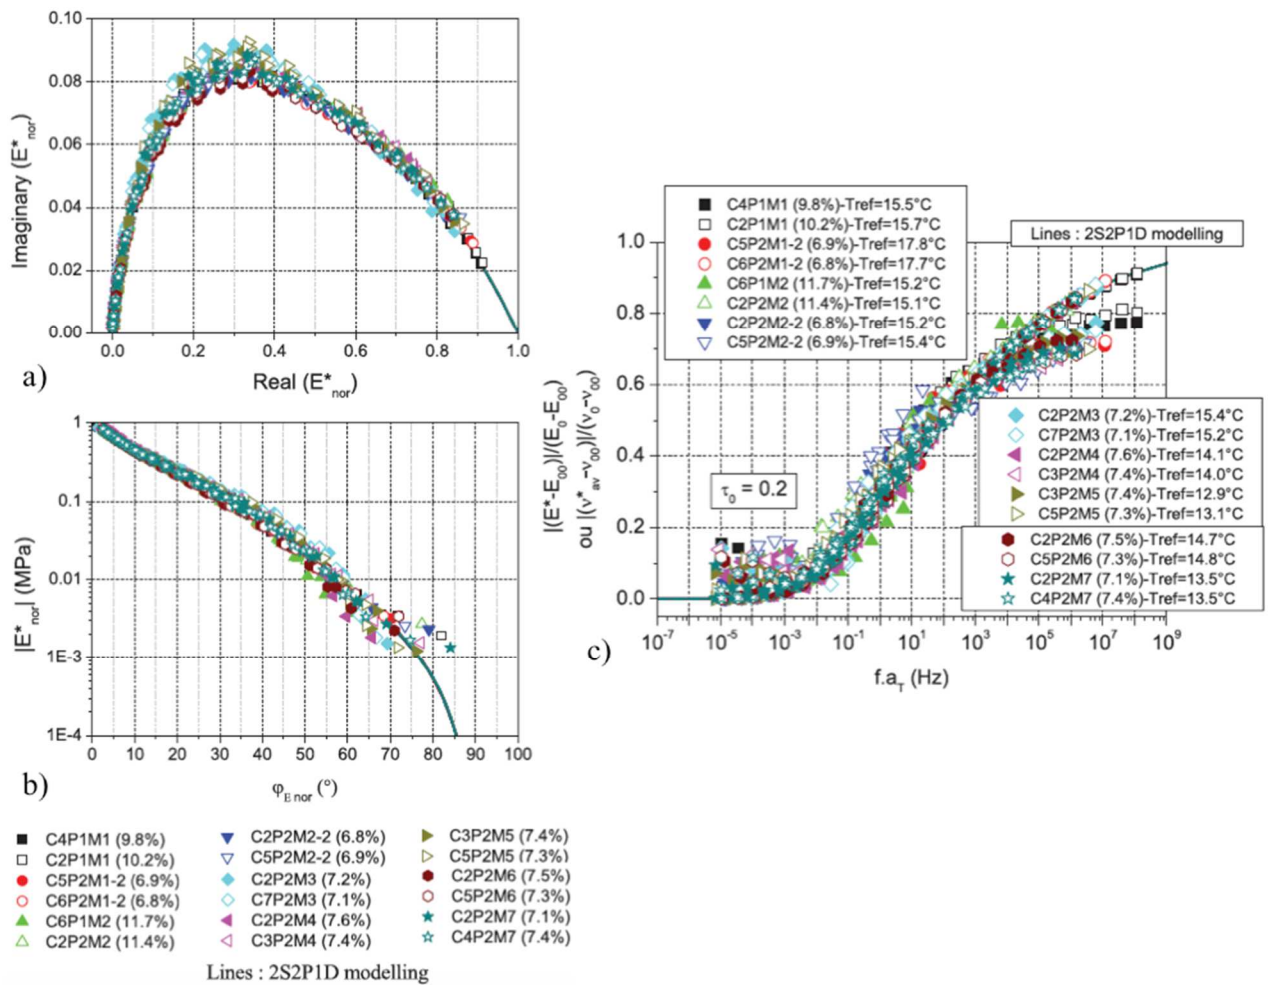 0.10
0.08
0.06
0.04
0.02
0.00
Imaginary (E*nor)
0.0 0.2 0.4 0.6 0.8 1.0
a)
Real (E*nor)
1
0.1
0.01
1E-3
1E-4
|E*nor| (MPa)
0 10 20 30 40 50 60 70 80 90 100
b)
φE nor (°)
C4P1M1 (9.8%)
C2P1M1 (10.2%)
C5P2M1-2 (6.9%)
C6P2M1-2 (6.8%)
C6P1M2 (11.7%)
C2P2M2 (11.4%)
C2P2M2-2 (6.8%)
C5P2M2-2 (6.9%)
C2P2M3 (7.2%)
C7P2M3 (7.1%)
C2P2M4 (7.6%)
C3P2M4 (7.4%)
C3P2M5 (7.4%)
C5P2M5 (7.3%)
C2P2M6 (7.5%)
C5P2M6 (7.3%)
C2P2M7 (7.1%)
C4P2M7 (7.4%)
Lines : 2S2P1D modelling
C4P1M1 (9.8%)-Tref=15.5°C
C2P1M1 (10.2%)-Tref=15.7°C
C5P2M1-2 (6.9%)-Tref=17.8°C
C6P2M1-2 (6.8%)-Tref=17.7°C
C6P1M2 (11.7%)-Tref=15.2°C
C2P2M2 (11.4%)-Tref=15.1°C
C2P2M2-2 (6.8%)-Tref=15.2°C
C5P2M2-2 (6.9%)-Tref=15.4°C
Lines : 2S2P1D modelling
1.0
0.8
0.6
0.4
0.2
0.0
|(E*-E00)|/(E0-E00)
ou |(ν*av-ν00)|/(ν0-ν00)
τ0 = 0.2
C2P2M3 (7.2%)-Tref=15.4°C
C7P2M3 (7.1%)-Tref=15.2°C
C2P2M4 (7.6%)-Tref=14.1°C
C3P2M4 (7.4%)-Tref=14.0°C
C3P2M5 (7.4%)-Tref=12.9°C
C5P2M5 (7.3%)-Tref=13.1°C
C2P2M6 (7.5%)-Tref=14.7°C
C5P2M6 (7.3%)-Tref=14.8°C
C2P2M7 (7.1%)-Tref=13.5°C
C4P2M7 (7.4%)-Tref=13.5°C
10-7 10-5 10-3 10-1 101 103 105 107 109
c)
f.aT (Hz)